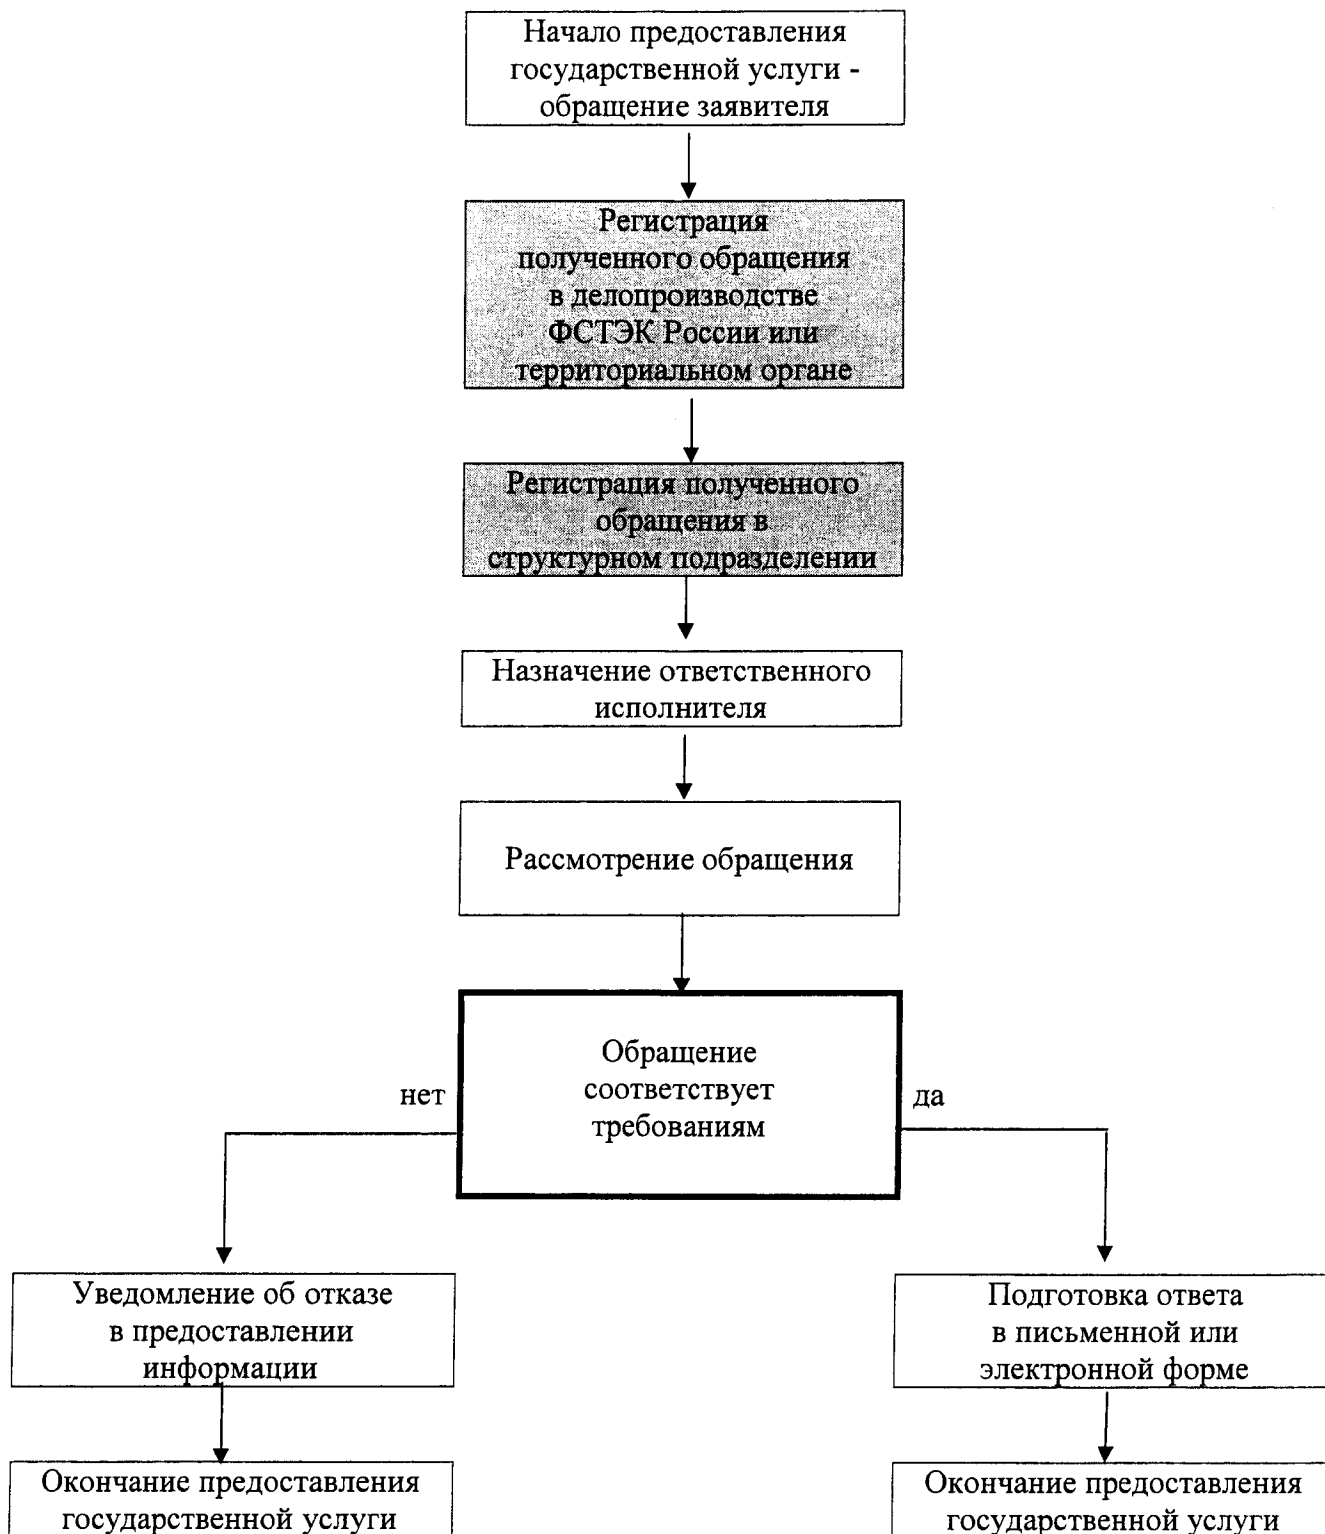 Начало предоставления
государственной услуги -
обращение заявителя
Регистрация
полученного обращения
в делопроизводстве
ФСТЭК России или
территориальном органе
Регистрация полученного
обращения в
структурном подразделении
Назначение ответственного
исполнителя
Рассмотрение обращения
Обращение
соответствует
требованиям
нет
да
Уведомление об отказе
в предоставлении
информации
Подготовка ответа
в письменной или
электронной форме
Окончание предоставления
государственной услуги
Окончание предоставления
государственной услуги